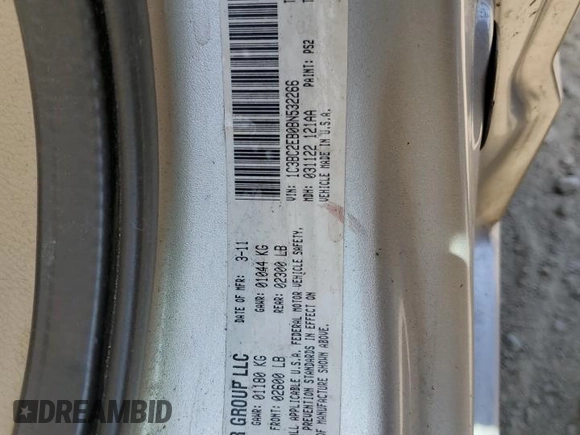 R GROUP LLC
DATE OF MFR: 3-11
GAWR: 01180 KG
GAWR: 01044 KG
FRONT: 02600 LB
REAR: 02300 LB
ALL APPLICABLE U.S.A. FEDERAL MOTOR VEHICLE SAFETY,
PREVENTION STANDARDS IN EFFECT ON
OF MANUFACTURE SHOWN ABOVE.
VIN: 1C3BC2EB0BN532266
MDH: 031122 121AA
PAINT: PS2
VEHICLE MADE IN U.S.A.
DREAMBID